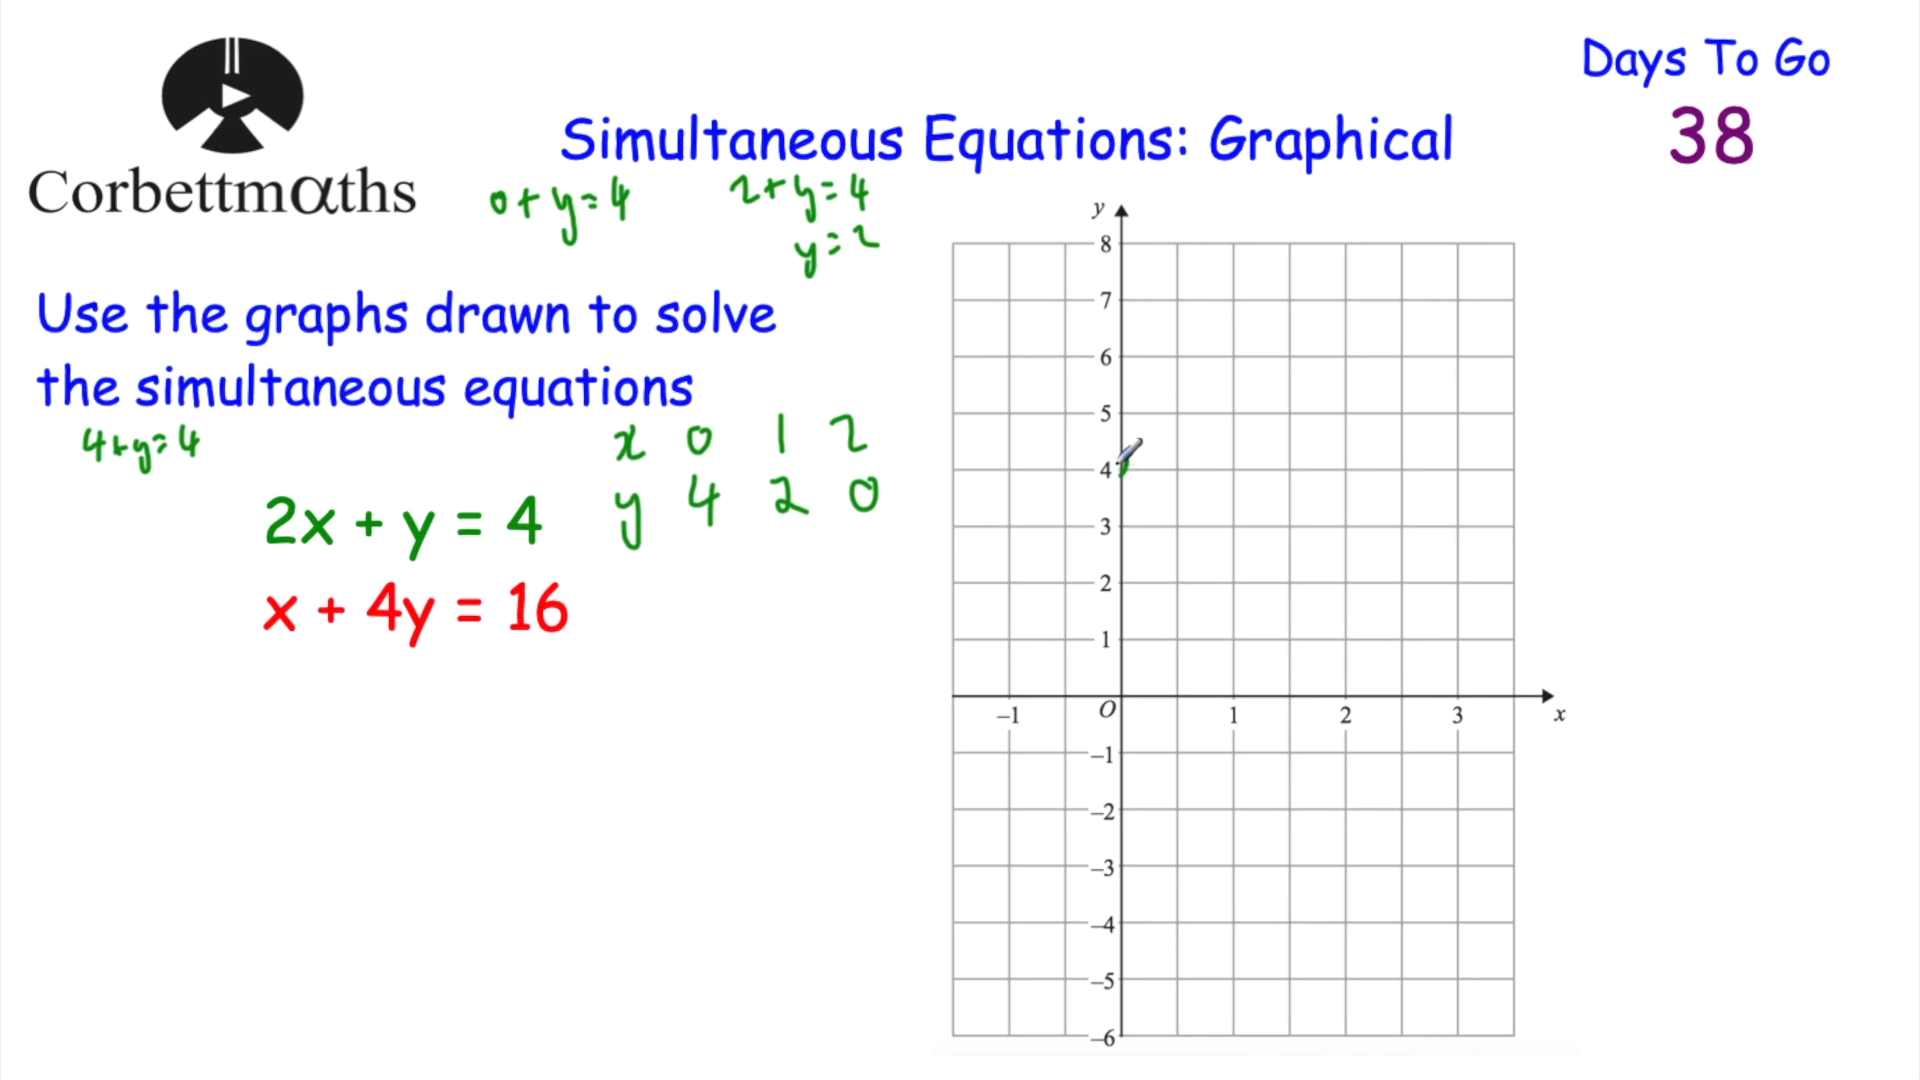 Days To Go
38
Corbettmαths
Simultaneous Equations: Graphical
0+y=4
2+y=4
y=2
Use the graphs drawn to solve
the simultaneous equations
4+y=4
x 0 1 2
y 4 2 0
2x + y = 4
x + 4y = 16
y
8
7
6
5
4
3
2
1
–1 O 1 2 3 x
–1
–2
–3
–4
–5
–6